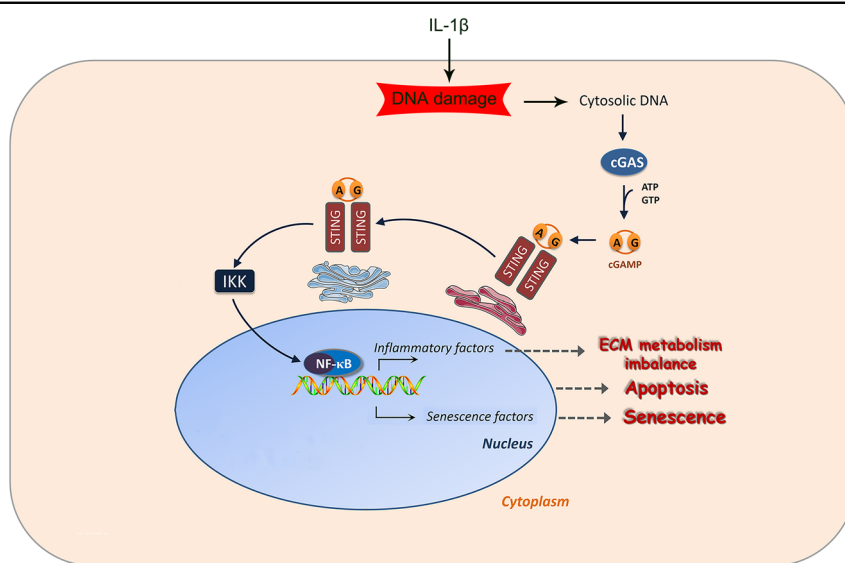 IL-1β
DNA damage
Cytosolic DNA
cGAS
ATP
GTP
A G
cGAMP
A G
STING
STING
A G
STING
STING
IKK
NF-κB
Inflammatory factors
Senescence factors
Nucleus
Cytoplasm
ECM metabolism
imbalance
Apoptosis
Senescence